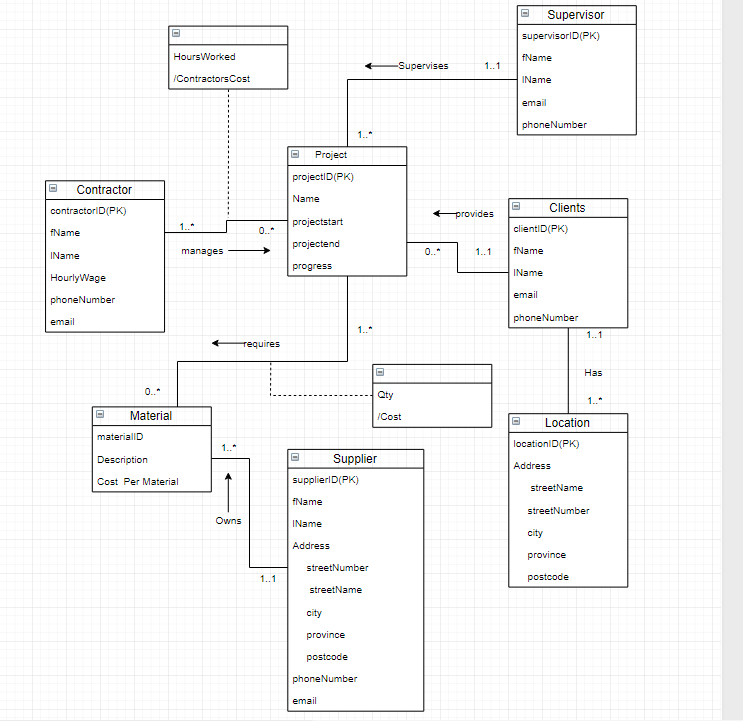 Supervisor
supervisorID(PK)
fName
lName
email
phoneNumber
HoursWorked
/ContractorsCost
Supervises
1..1
1..*
Project
projectID(PK)
Name
projectstart
projectend
progress
Contractor
contractorID(PK)
fName
lName
HourlyWage
phoneNumber
email
1..*
0..*
manages
provides
0..*
1..1
Clients
clientID(PK)
fName
lName
email
phoneNumber
1..1
Has
1..*
1..*
requires
0..*
Qty
/Cost
Material
materialID
Description
Cost Per Material
1..*
Owns
1..1
Supplier
supplierID(PK)
fName
lName
Address
streetNumber
streetName
city
province
postcode
phoneNumber
email
Location
locationID(PK)
Address
streetName
streetNumber
city
province
postcode